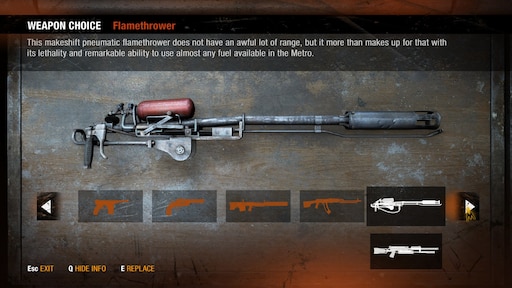 WEAPON CHOICE Flamethrower
This makeshift pneumatic flamethrower does not have an awful lot of range, but it more than makes up for that with
its lethality and remarkable ability to use almost any fuel available in the Metro.
Esc EXIT Q HIDE INFO E REPLACE